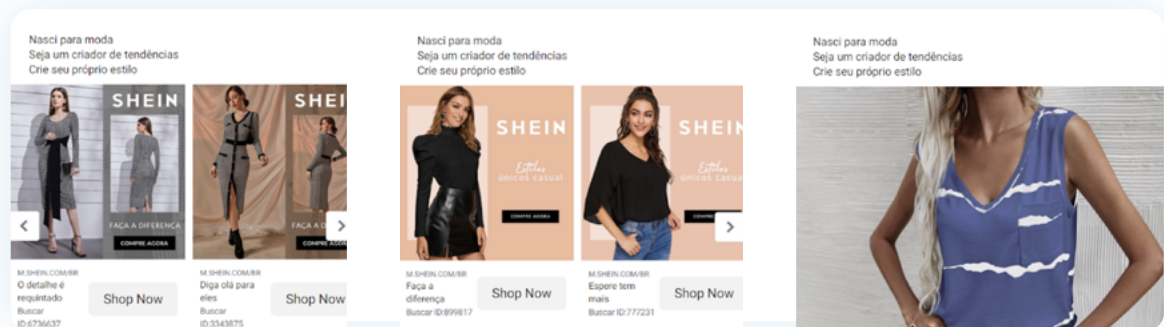 Nasci para moda
Seja um criador de tendências
Crie seu próprio estilo
SHEIN
FAÇA A DIFERENÇA
COMPRE AGORA
SHEI
FAÇA A D
COMPRE AGORA
M.SHEIN.COM/BR
O detalhe é
requintado
Buscar
ID:6736637
Shop Now
M.SHEIN.COM/BR
Diga olá para
eles
Buscar
ID:3343875
Shop Now
Nasci para moda
Seja um criador de tendências
Crie seu próprio estilo
SHEIN
Estilos
únicos casual
COMPRE AGORA
SHEIN
Estilos
únicos casua
COMPRE
M.SHEIN.COM/BR
Faça a
diferença
Buscar ID:899817
Shop Now
M.SHEIN.COM/BR
Espere tem
mais
Buscar ID:777231
Shop Now
Nasci para moda
Seja um criador de tendências
Crie seu próprio estilo